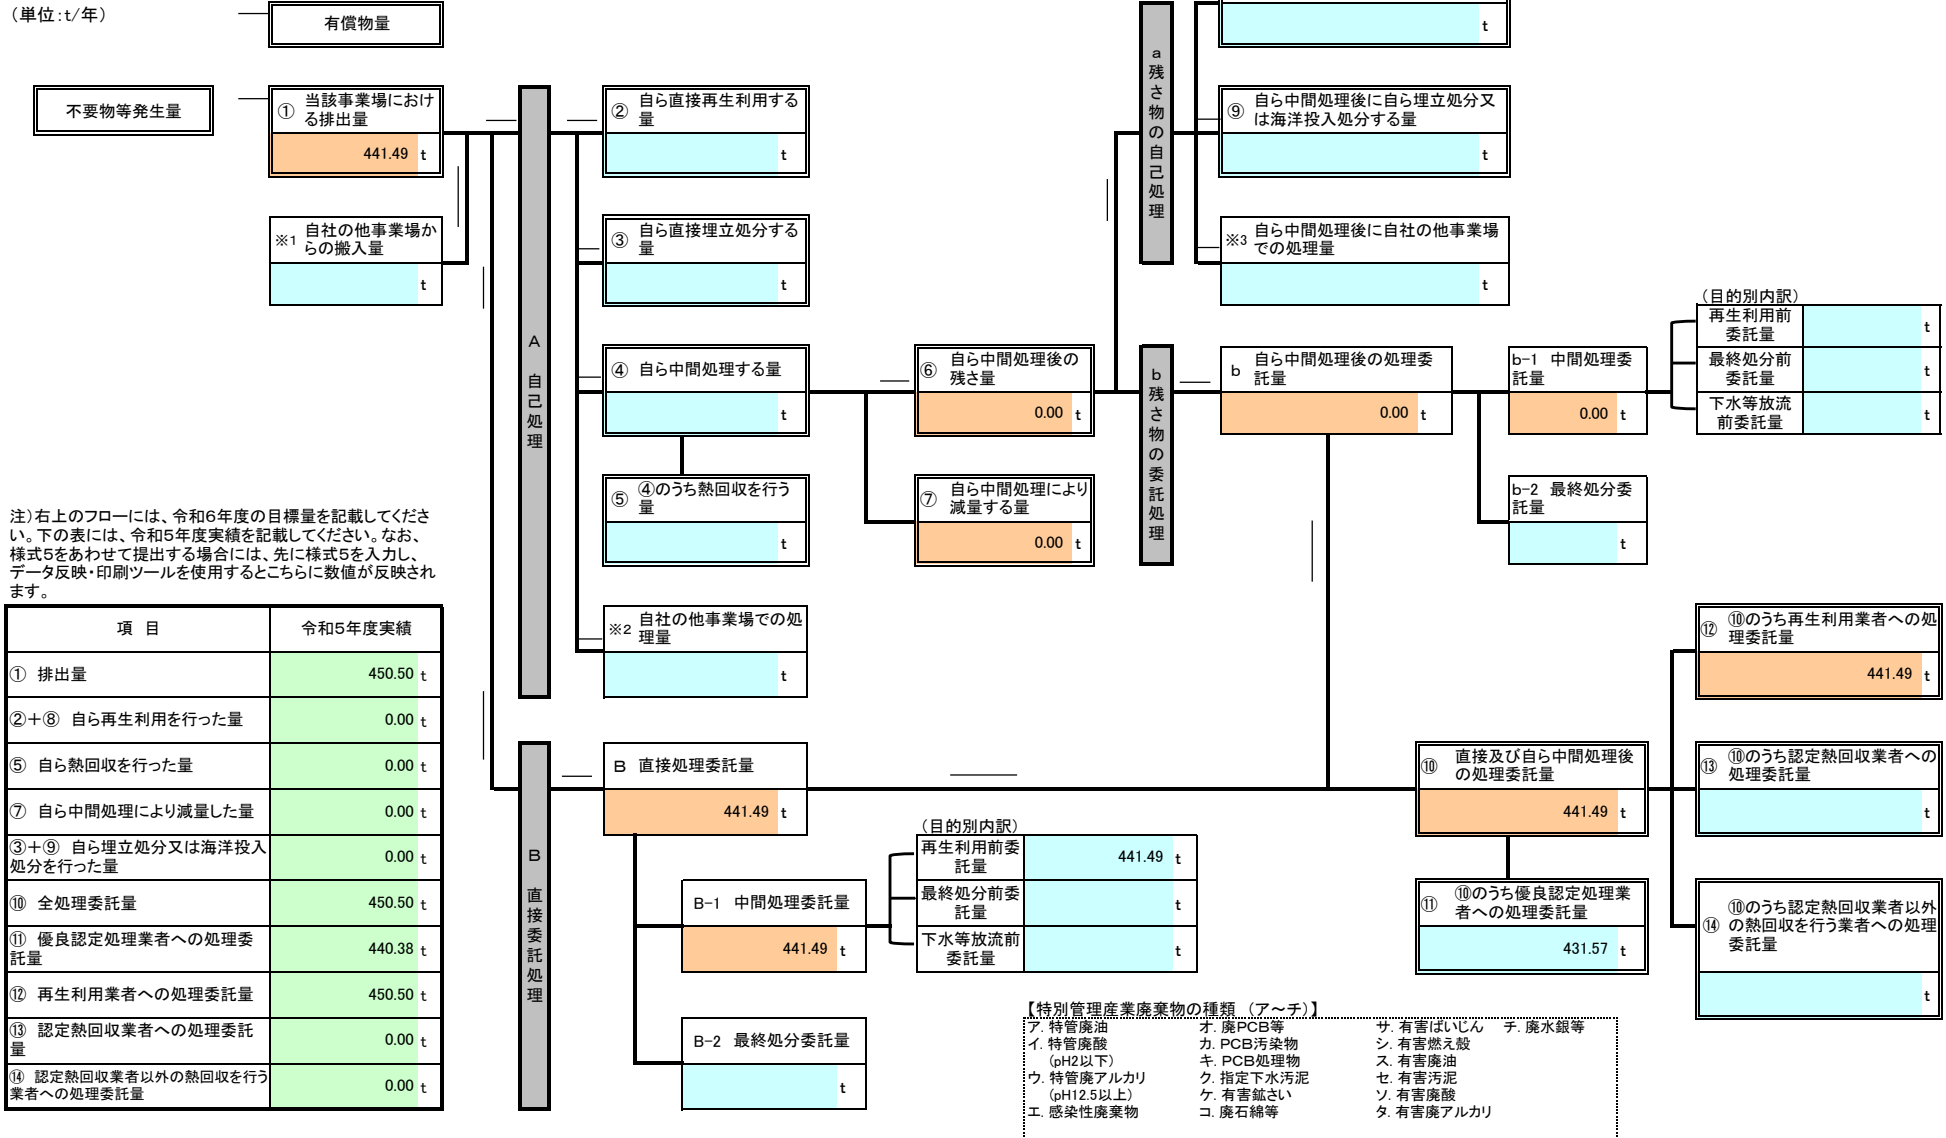 （単位：t/年）
有償物量
t
不要物等発生量
① 当該事業場におけ
る排出量
441.49 t
② 自ら直接再生利用する
量
t
a
残
さ
物
の
自
己
処
理
⑨ 自ら中間処理後に自ら埋立処分又
は海洋投入処分する量
t
※1 自社の他事業場か
らの搬入量
t
③ 自ら直接埋立処分する
量
t
※3 自ら中間処理後に自社の他事業場
での処理量
t
A
自
己
処
理
④ 自ら中間処理する量
t
⑥ 自ら中間処理後の
残さ量
0.00 t
b
残
さ
物
の
委
託
処
理
b 自ら中間処理後の処理委
託量
0.00 t
b-1 中間処理委
託量
0.00 t
（目的別内訳）
再生利用前
委託量
t
最終処分前
委託量
t
下水等放流
前委託量
t
⑤ ④のうち熱回収を行う
量
t
⑦ 自ら中間処理により
減量する量
0.00 t
b-2 最終処分委
託量
t
注）右上のフローには、令和６年度の目標量を記載してくださ
い。下の表には、令和５年度実績を記載してください。なお、
様式５をあわせて提出する場合には、先に様式５を入力し、
データ反映・印刷ツールを使用するとこちらに数値が反映され
ます。
項 目 令和５年度実績
① 排出量 450.50 t
②＋⑧ 自ら再生利用を行った量 0.00 t
⑤ 自ら熱回収を行った量 0.00 t
⑦ 自ら中間処理により減量した量 0.00 t
③＋⑨ 自ら埋立処分又は海洋投入
処分を行った量 0.00 t
⑩ 全処理委託量 450.50 t
⑪ 優良認定処理業者への処理委
託量 440.38 t
⑫ 再生利用業者への処理委託量 450.50 t
⑬ 認定熱回収業者への処理委託
量 0.00 t
⑭ 認定熱回収業者以外の熱回収を行う
業者への処理委託量 0.00 t
※2 自社の他事業場での処
理量
t
B
直
接
委
託
処
理
B 直接処理委託量
441.49 t
B-1 中間処理委託量
441.49 t
（目的別内訳）
再生利用前委
託量
441.49 t
最終処分前委
託量
t
下水等放流前
委託量
t
B-2 最終処分委託量
t
⑩ 直接及び自ら中間処理後
の処理委託量
441.49 t
⑪ ⑩のうち優良認定処理業
者への処理委託量
431.57 t
⑫ ⑩のうち再生利用業者への処
理委託量
441.49 t
⑬ ⑩のうち認定熱回収業者への
処理委託量
t
⑭ ⑩のうち認定熱回収業者以外
の熱回収を行う業者への処理
委託量
t
【特別管理産業廃棄物の種類 （ア～チ）】
ア. 特管廃油 オ. 廃PCB等 サ. 有害ばいじん チ. 廃水銀等
イ. 特管廃酸 カ. PCB汚染物 シ. 有害燃え殻
(pH2以下) キ. PCB処理物 ス. 有害廃油
ウ. 特管廃アルカリ ク. 指定下水汚泥 セ. 有害汚泥
(pH12.5以上) ケ. 有害鉱さい ソ. 有害廃酸
エ. 感染性廃棄物 コ. 廃石綿等 タ. 有害廃アルカリ